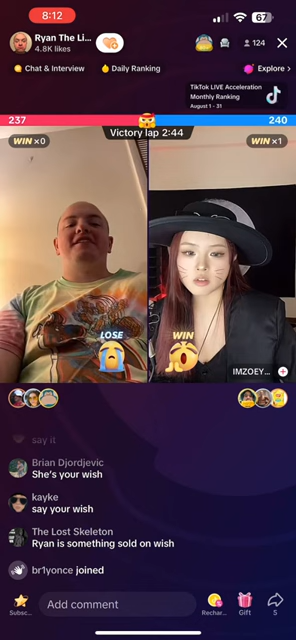 8:12
67
Ryan The Li...
4.8K likes
124
Chat & Interview
Daily Ranking
Explore >
TikTok LIVE Acceleration
Monthly Ranking
August 1 - 31
237
240
WIN ×0
Victory lap 2:44
WIN ×1
LOSE
WIN
IMZOEY...
say it
Brian Djordjevic
She's your wish
kayke
say your wish
The Lost Skeleton
Ryan is something sold on wish
br1yonce joined
Subsc...
Add comment
Rechar...
Gift
5